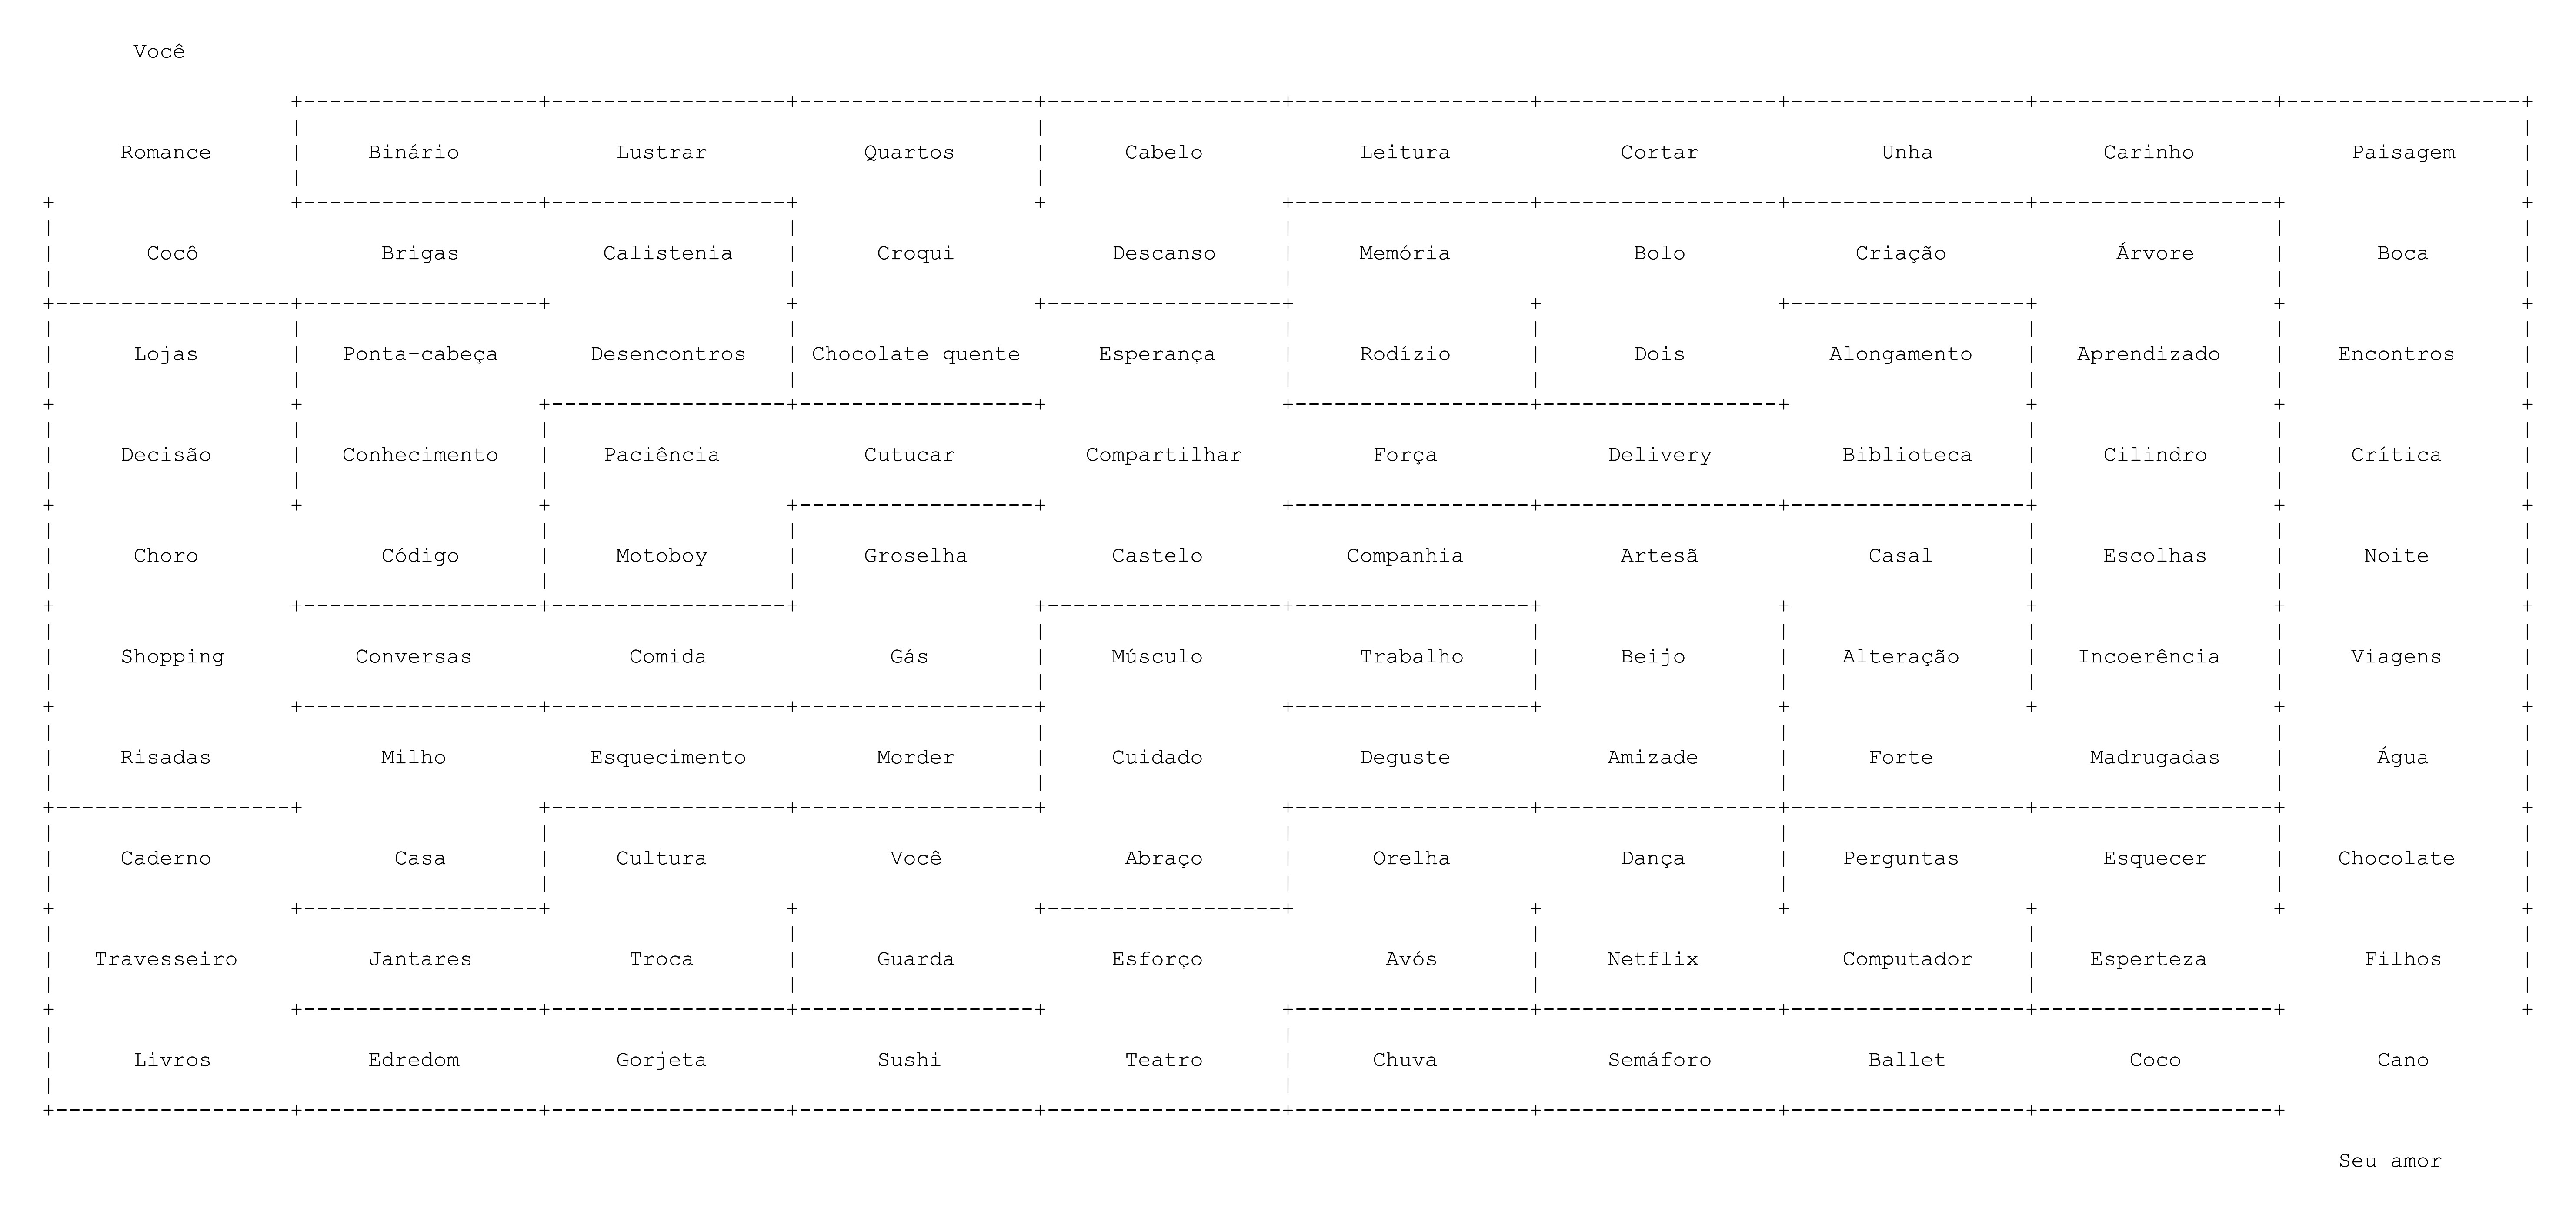 Você
Romance Binário Lustrar Quartos Cabelo Leitura Cortar Unha Carinho Paisagem
Cocô Brigas Calistenia Croqui Descanso Memória Bolo Criação Árvore Boca
Lojas Ponta-cabeça Desencontros Chocolate quente Esperança Rodízio Dois Alongamento Aprendizado Encontros
Decisão Conhecimento Paciência Cutucar Compartilhar Força Delivery Biblioteca Cilindro Crítica
Choro Código Motoboy Groselha Castelo Companhia Artesã Casal Escolhas Noite
Shopping Conversas Comida Gás Músculo Trabalho Beijo Alteração Incoerência Viagens
Risadas Milho Esquecimento Morder Cuidado Deguste Amizade Forte Madrugadas Água
Caderno Casa Cultura Você Abraço Orelha Dança Perguntas Esquecer Chocolate
Travesseiro Jantares Troca Guarda Esforço Avós Netflix Computador Esperteza Filhos
Livros Edredom Gorjeta Sushi Teatro Chuva Semáforo Ballet Coco Cano
Seu amor